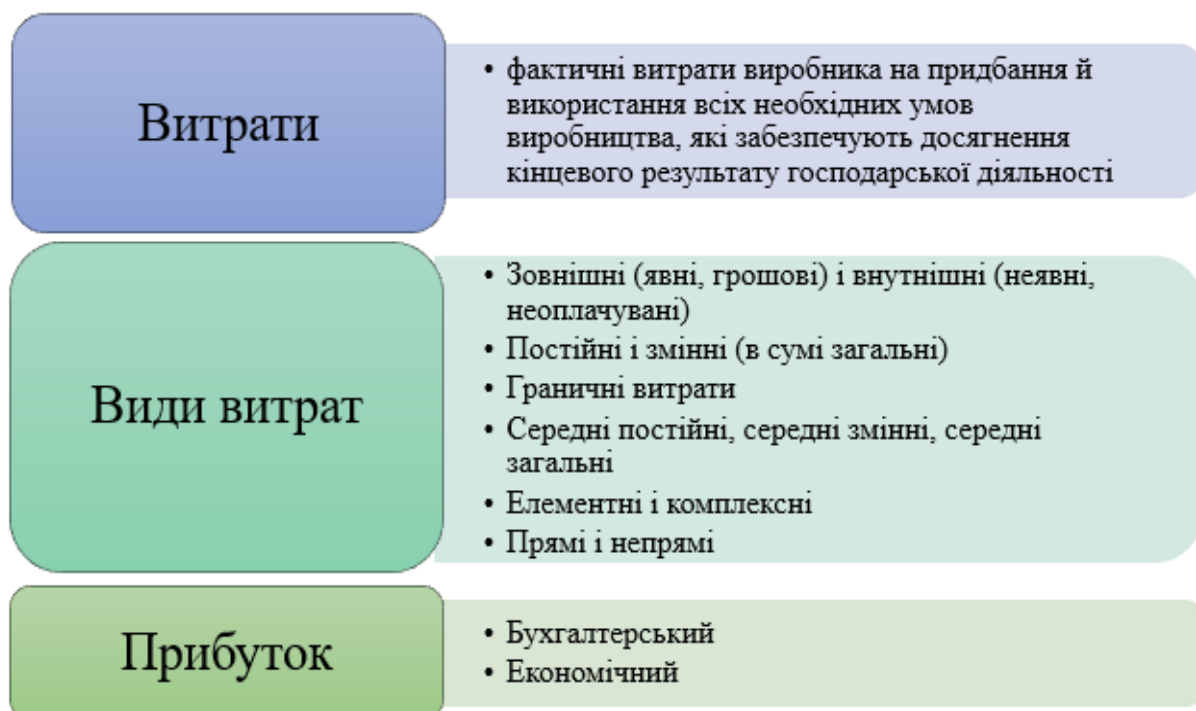 Витрати
• фактичні витрати виробника на придбання й
використання всіх необхідних умов
виробництва, які забезпечують досягнення
кінцевого результату господарської діяльності
Види витрат
• Зовнішні (явні, грошові) і внутнішні (неявні,
неоплачувані)
• Постійні і змінні (в сумі загальні)
• Граничні витрати
• Середні постійні, середні змінні, середні
загальні
• Елементні і комплексні
• Прямі і непрямі
Прибуток
• Бухгалтерський
• Економічний